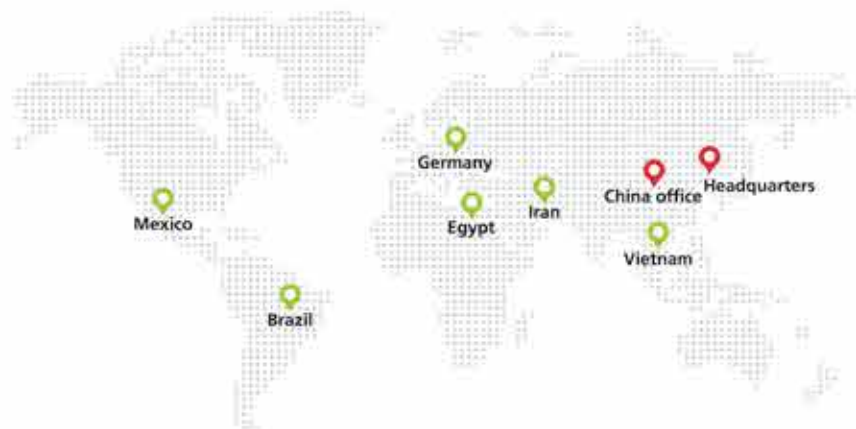 Germany
Headquarters
China office
Iran
Mexico
Egypt
Vietnam
Brazil